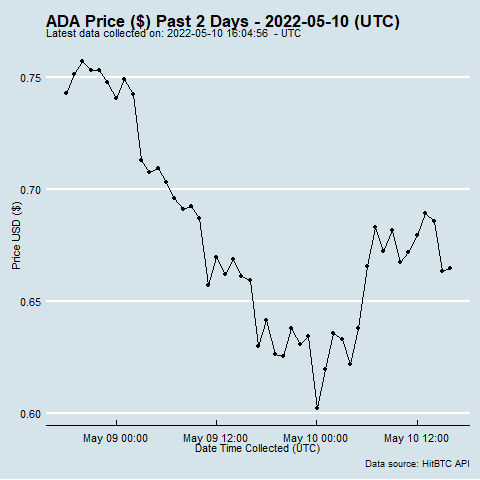 ADA Price ($) Past 2 Days - 2022-05-10 (UTC)
Latest data collected on: 2022-05-10 16:04:56  - UTC
0.75
0.70
0.65
0.60
Price USD ($)
May 09 00:00
May 09 12:00
May 10 00:00
May 10 12:00
Date Time Collected (UTC)
Data source: HitBTC API